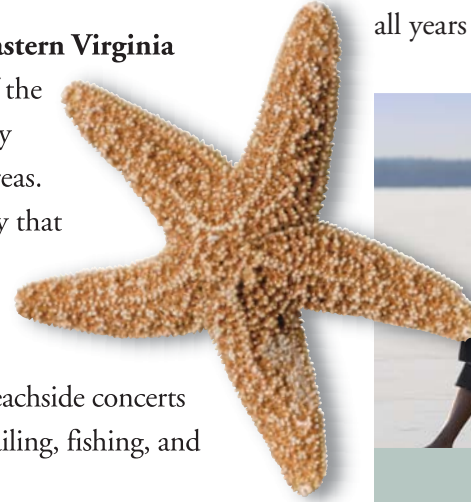 astern Virginia
the
y
eas.
y that
eachside concerts
iling, fishing, and
all years